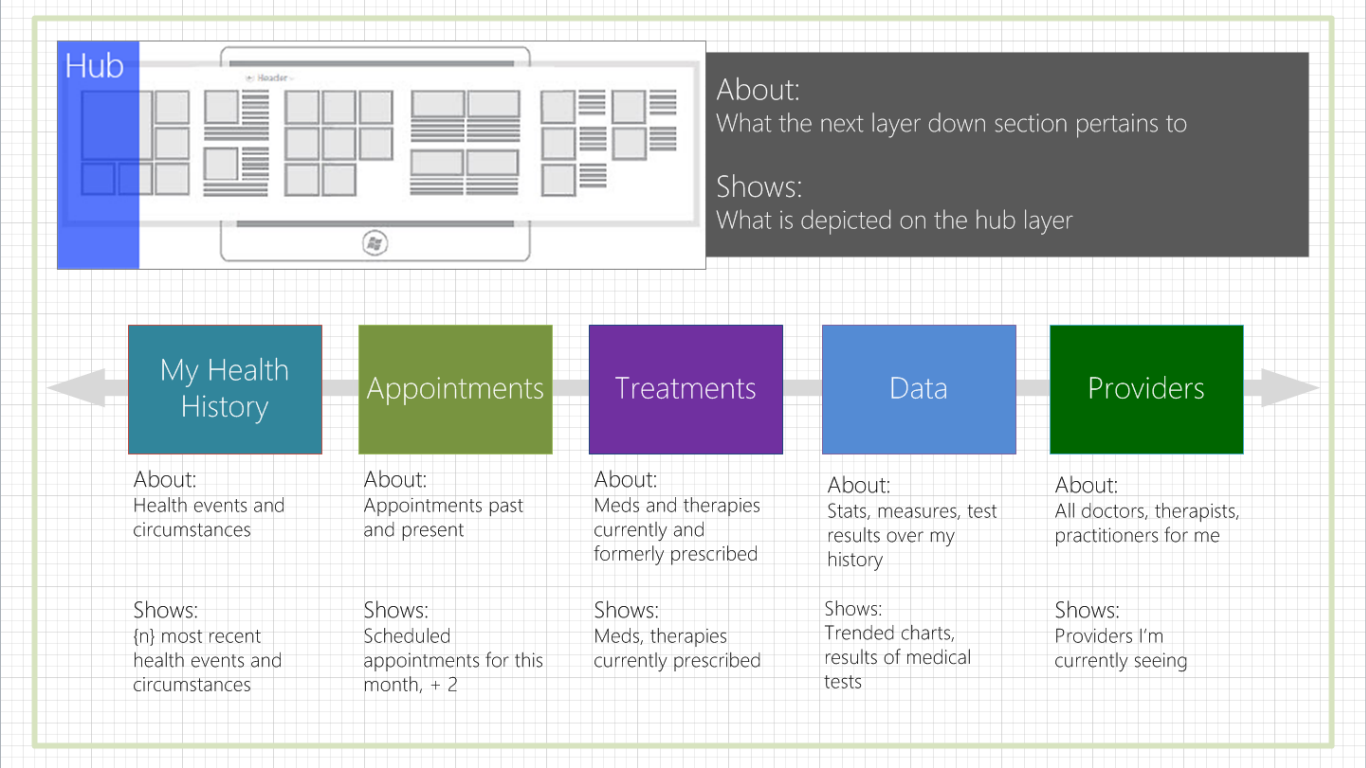 Hub
Header
About:
What the next layer down section pertains to
Shows:
What is depicted on the hub layer
My Health
History
Appointments
Treatments
Data
Providers
About:
Health events and
circumstances
Shows:
{n} most recent
health events and
circumstances
About:
Appointments past
and present
Shows:
Scheduled
appointments for this
month, + 2
About:
Meds and therapies
currently and
formerly prescribed
Shows:
Meds, therapies
currently prescribed
About:
Stats, measures, test
results over my
history
Shows:
Trended charts,
results of medical
tests
About:
All doctors, therapists,
practitioners for me
Shows:
Providers I'm
currently seeing